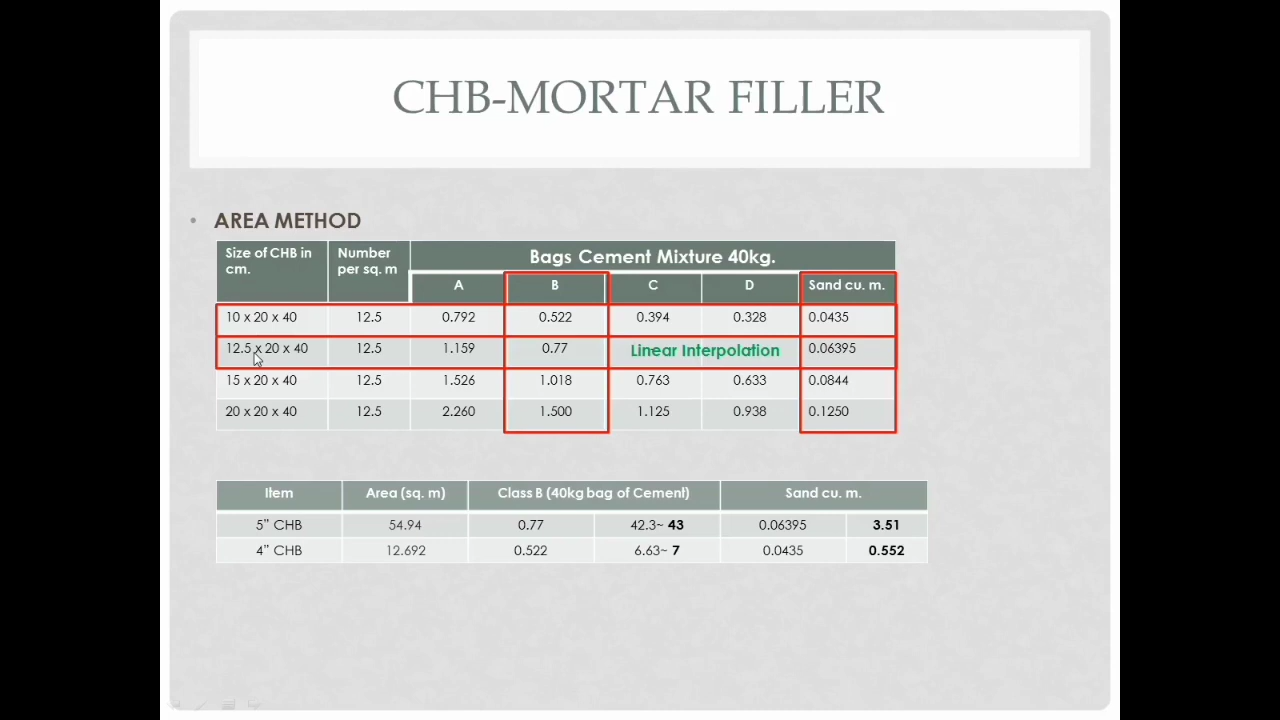 CHB-MORTAR FILLER
• AREA METHOD
Size of CHB in cm. Number per sq. m Bags Cement Mixture 40kg.
A B C D Sand cu. m.
10 x 20 x 40 12.5 0.792 0.522 0.394 0.328 0.0435
12.5 x 20 x 40 12.5 1.159 0.77 Linear Interpolation 0.06395
15 x 20 x 40 12.5 1.526 1.018 0.763 0.633 0.0844
20 x 20 x 40 12.5 2.260 1.500 1.125 0.938 0.1250
Item Area (sq. m) Class B (40kg bag of Cement) Sand cu. m.
5” CHB 54.94 0.77 42.3~ 43 0.06395 3.51
4” CHB 12.692 0.522 6.63~ 7 0.0435 0.552